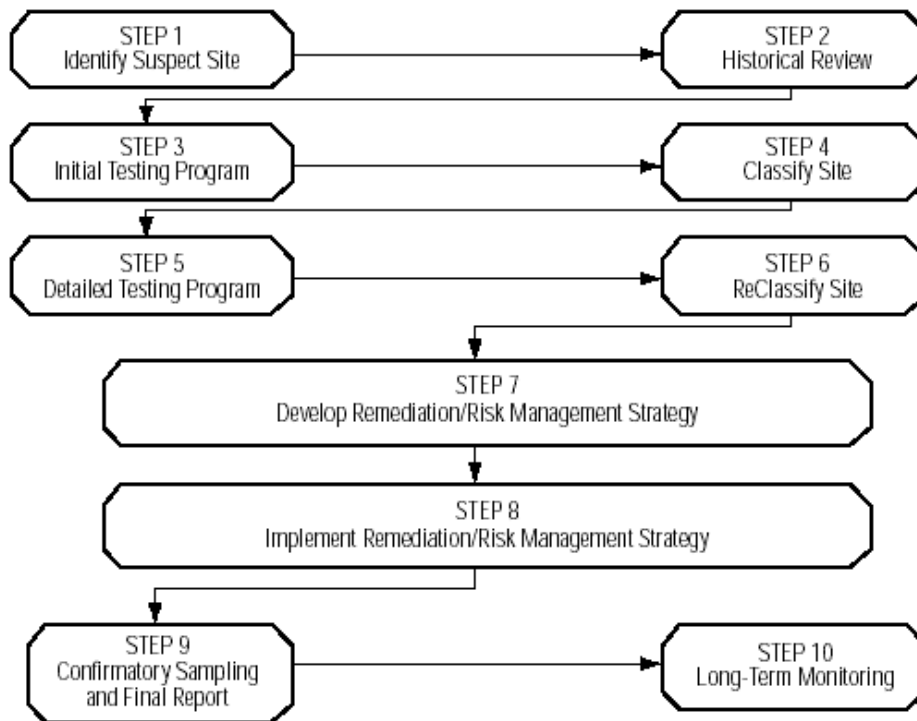 STEP 1
Identify Suspect Site
STEP 2
Historical Review
STEP 3
Initial Testing Program
STEP 4
Classify Site
STEP 5
Detailed Testing Program
STEP 6
ReClassify Site
STEP 7
Develop Remediation/Risk Management Strategy
STEP 8
Implement Remediation/Risk Management Strategy
STEP 9
Confirmatory Sampling
and Final Report
STEP 10
Long-Term Monitoring